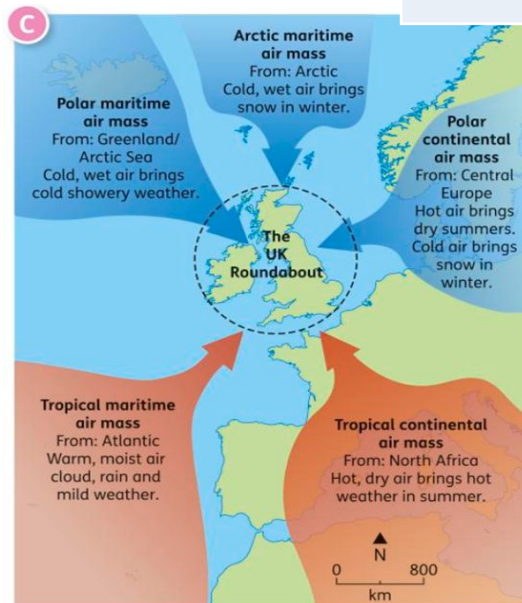 C
Arctic maritime
air mass
From: Arctic
Cold, wet air brings
snow in winter.
Polar maritime
air mass
From: Greenland/
Arctic Sea
Cold, wet air brings
cold showery weather.
Polar
continental
air mass
From: Central
Europe
Hot air brings
dry summers.
Cold air brings
snow in
winter.
The
UK
Roundabout
Tropical maritime
air mass
From: Atlantic
Warm, moist air
cloud, rain and
mild weather.
Tropical continental
air mass
From: North Africa
Hot, dry air brings hot
weather in summer.
N
0 800
km